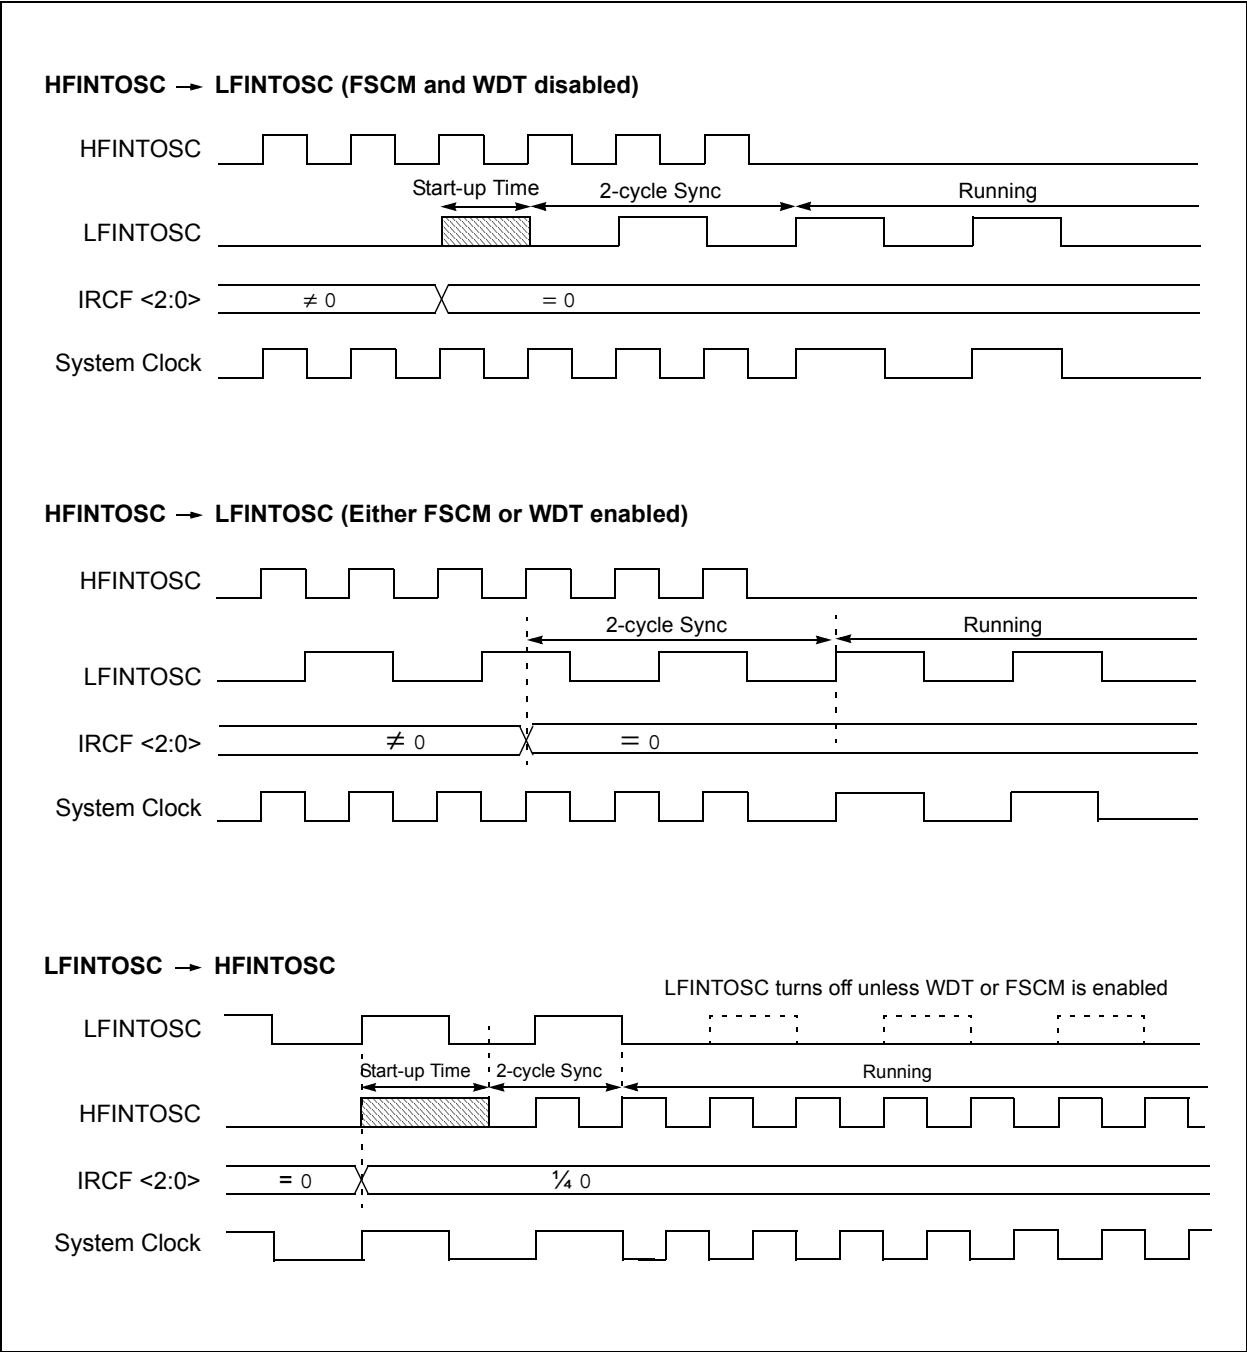 HFINTOSC → LFINTOSC (FSCM and WDT disabled)
HFINTOSC
Start-up Time 2-cycle Sync Running
LFINTOSC
IRCF <2:0> ≠ 0 = 0
System Clock
HFINTOSC → LFINTOSC (Either FSCM or WDT enabled)
HFINTOSC
2-cycle Sync Running
LFINTOSC
IRCF <2:0> ≠ 0 = 0
System Clock
LFINTOSC → HFINTOSC
LFINTOSC turns off unless WDT or FSCM is enabled
LFINTOSC
Start-up Time 2-cycle Sync Running
HFINTOSC
IRCF <2:0> = 0 ¼ 0
System Clock